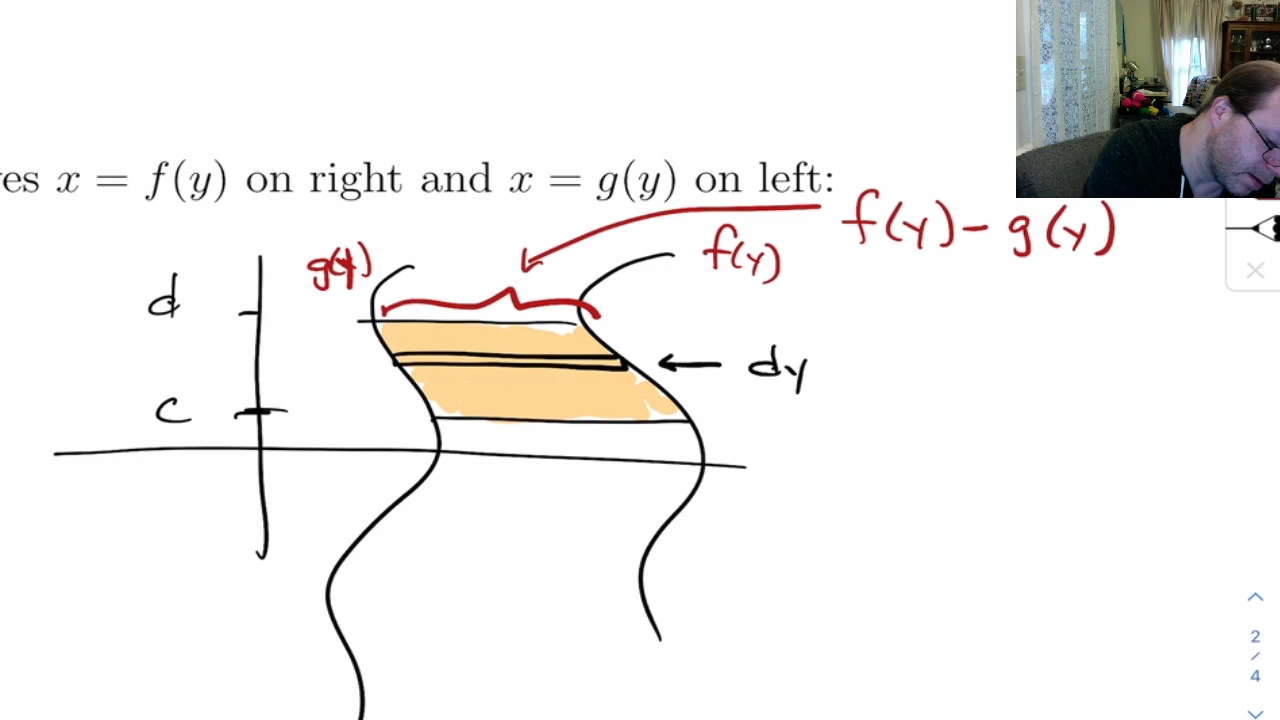 es x = f(y) on right and x = g(y) on left:
f(y) - g(y)
g(y)
f(y)
d
dy
c
2
/
4